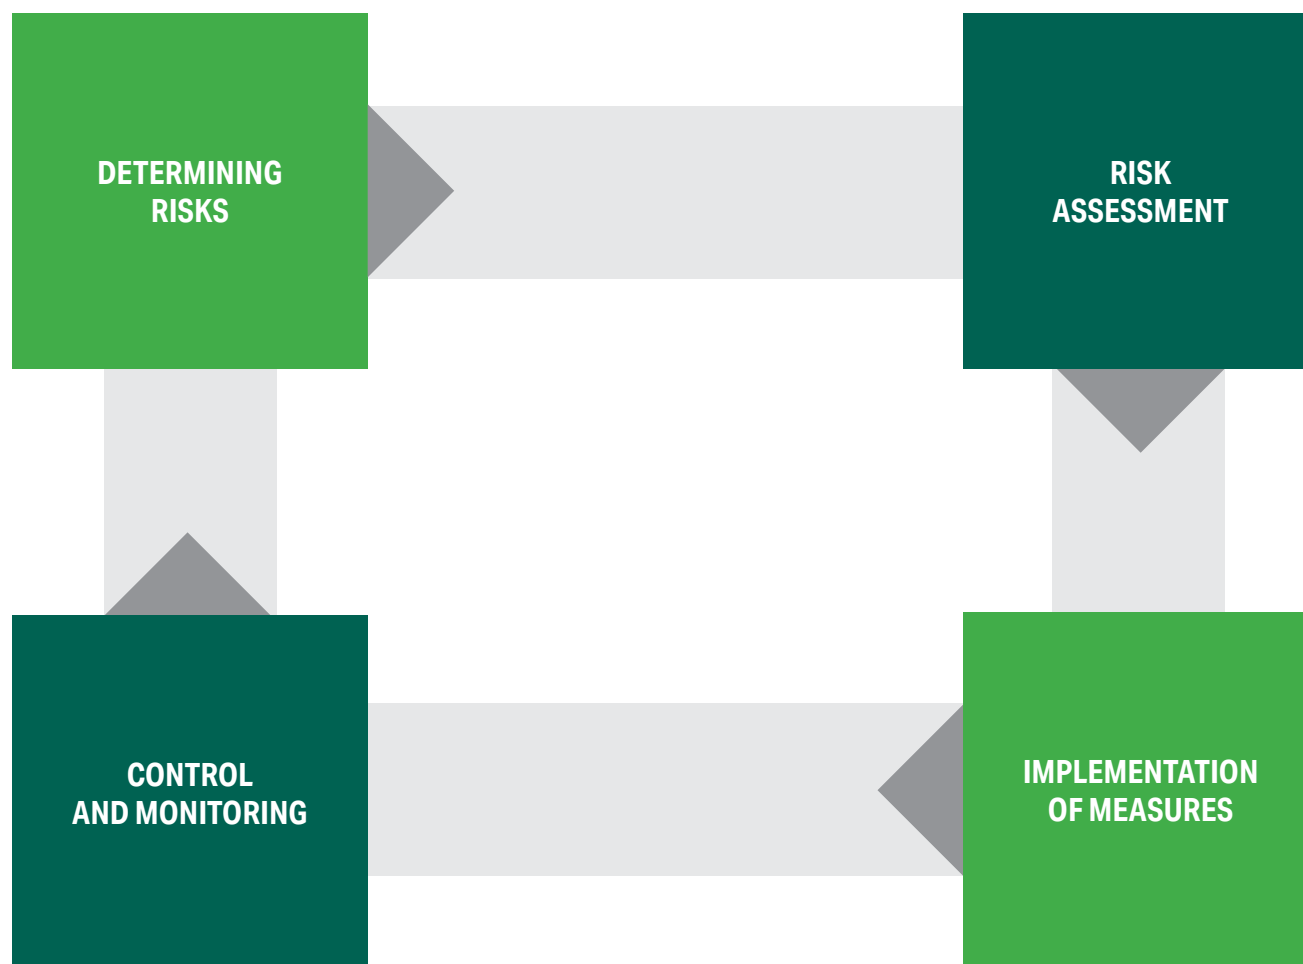 DETERMINING
RISKS
RISK
ASSESSMENT
CONTROL
AND MONITORING
IMPLEMENTATION
OF MEASURES